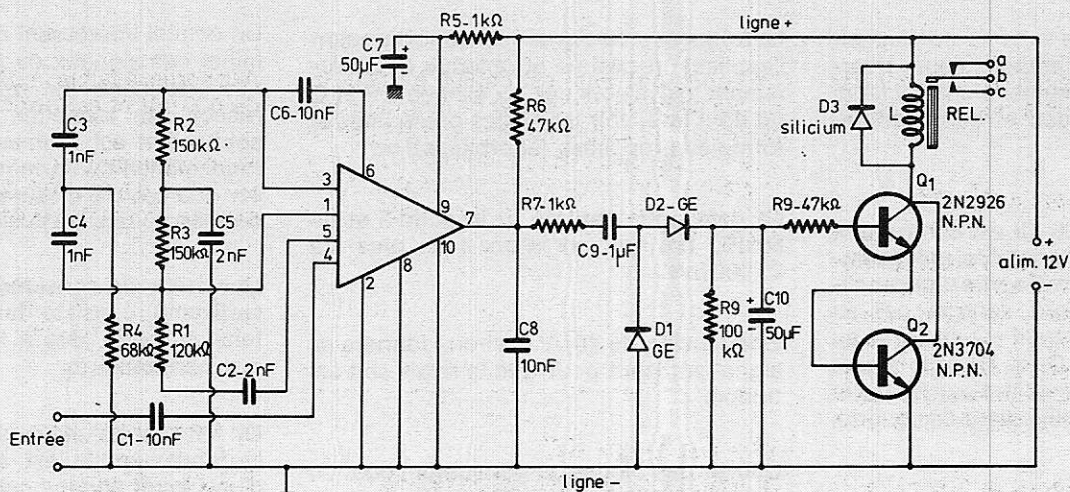 R5-1kΩ
ligne +
C7
50µF
+
-
C6-10nF
R6
47kΩ
D3
silicium
L
REL.
a
b
c
C3
1nF
R2
150kΩ
C4
1nF
R3
150kΩ
C5
2nF
3
1
5
4
6
9
7
10
8
2
R7-1kΩ
C9-1µF
D2-GE
R9-47kΩ
Q1
2N2926
N.P.N.
+
alim. 12V
-
R4
68kΩ
R1
120kΩ
C2-2nF
C8
10nF
D1
GE
R9
100
kΩ
+
-
C10
50µF
Q2
2N3704
N.P.N.
Entrée
C1-10nF
ligne -